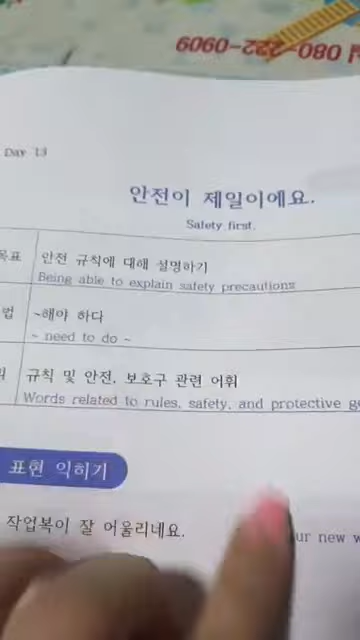 080-222-0909
Day 13
안전이 제일이에요.
Safety first.
목표 안전 규칙에 대해 설명하기
Being able to explain safety precautions
법 ~해야 하다
~ need to do ~
규칙 및 안전, 보호구 관련 어휘
Words related to rules, safety, and protective
표현 익히기
작업복이 잘 어울리네요.
new